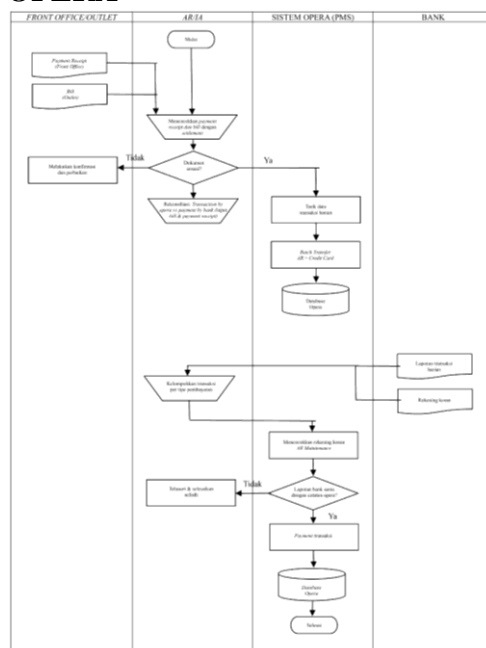 FRONT OFFICE/OUTLET
AR/IA
SISTEM OPERA (PMS)
BANK
Mulai
Payment Receipt
(Front Office)
Bill
(Outlet)
Mencocokkan payment
receipt dan bill dengan
settlement
Melakukan konfirmasi
dan perbaikan
Tidak
Dokumen
sesuai?
Ya
Rekonsiliasi: Transaction by
opera vs payment by bank dengan
bill & payment receipt
Tarik data
transaksi harian
Batch Transfer
AR - Credit Card
Database
Opera
Laporan transaksi
harian
Rekening koran
Kelompokkan transaksi
per tipe pembayaran
Mencocokkan rekening koran
Maintenance
Telusuri & selesaikan
selisih
Tidak
Laporan bank sama
dengan
opera?
Ya
Payment transaksi
Database
Opera
Selesai